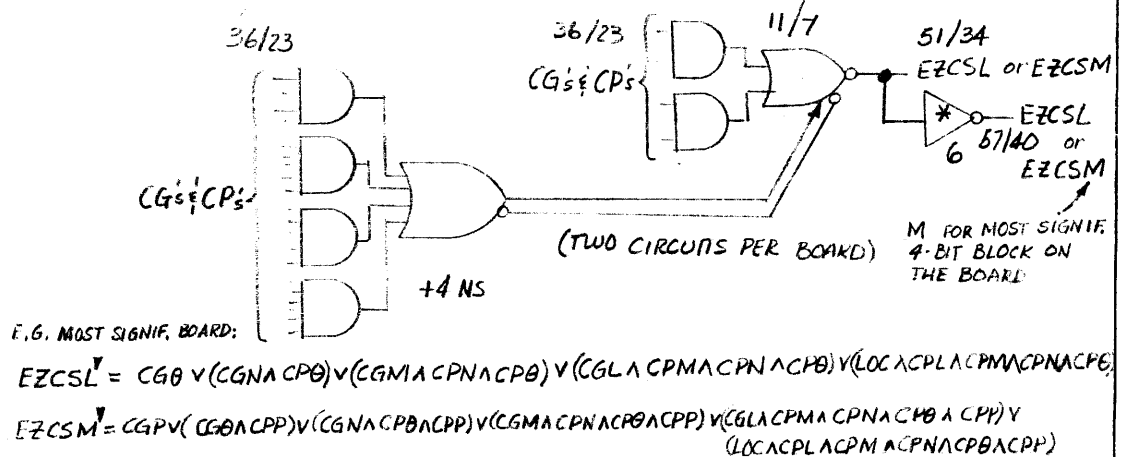 36/23
36/23
11/7
51/34
CG's & CP's
EZCSL or EZCSM
*
EZCSL
6
57/40 or
EZCSM
CG's & CP's
(TWO CIRCUITS PER BOARD)
M FOR MOST SIGNIF.
4-BIT BLOCK ON
THE BOARD
+4 NS
E.G. MOST SIGNIF. BOARD:
EZCSL' = CGθ ∨ (CGN∧CPθ) ∨ (CGM∧CPN∧CPθ) ∨ (CGL∧CPM∧CPN∧CPθ) ∨ (LOC∧CPL∧CPM∧CPN∧CPθ)
EZCSM' = CGP∨(CGθ∧CPP)∨(CGN∧CPθ∧CPP)∨(CGM∧CPN∧CPθ∧CPP)∨(CGL∧CPM∧CPN∧CPθ∧CPP)∨
(LOC∧CPL∧CPM∧CPN∧CPθ∧CPP)